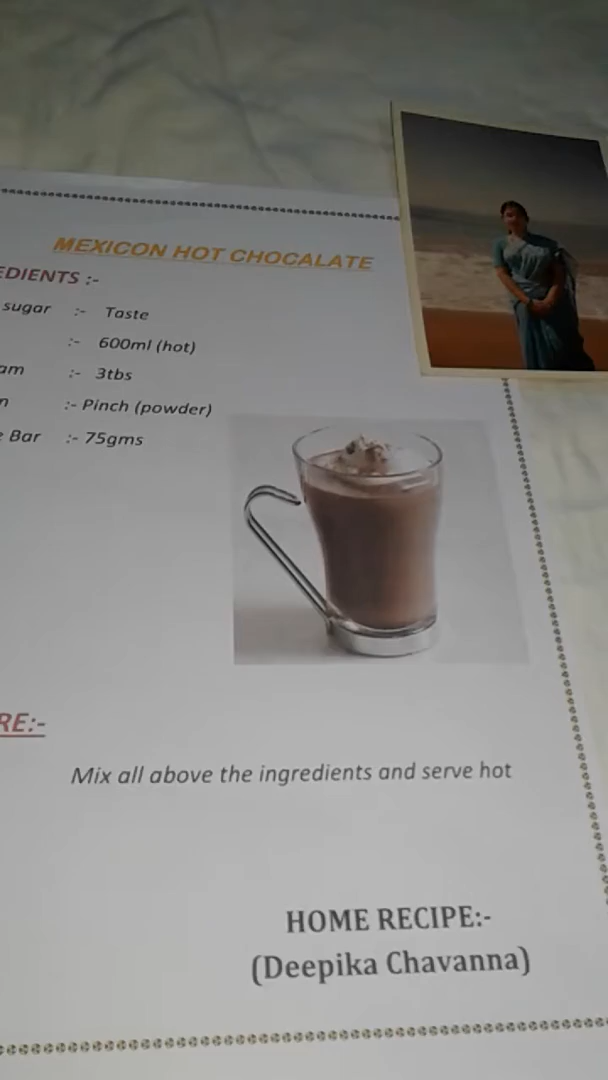 MEXICON HOT CHOCALATE
EDIENTS :-
sugar :- Taste
:- 600ml (hot)
am :- 3tbs
n :- Pinch (powder)
Bar :- 75gms
RE:-
Mix all above the ingredients and serve hot
HOME RECIPE:-
(Deepika Chavanna)